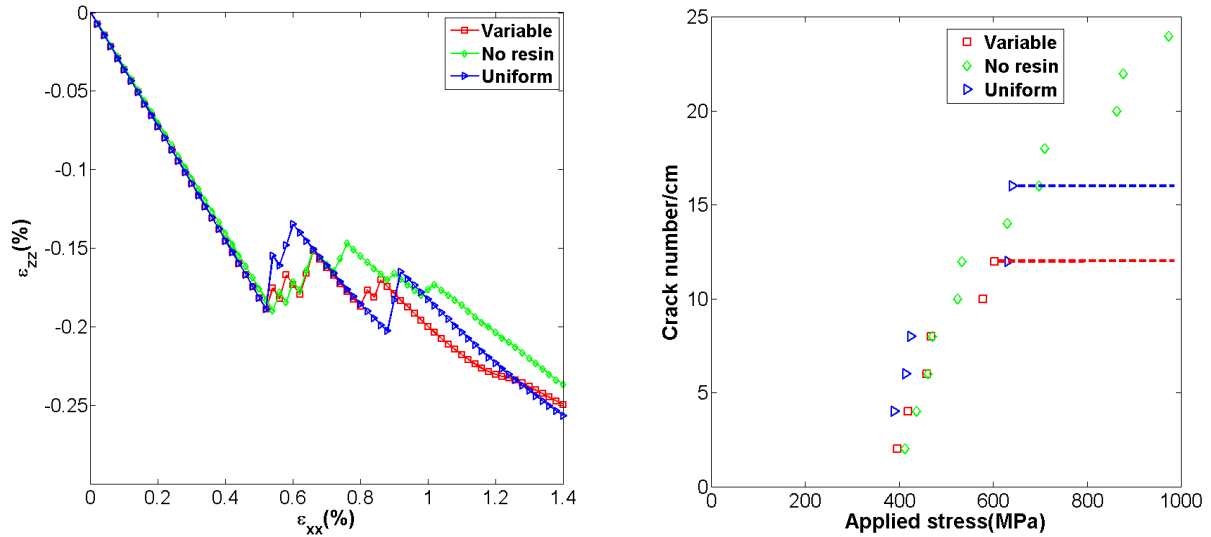 0
-0.05
-0.1
-0.15
-0.2
-0.25
0 0.2 0.4 0.6 0.8 1 1.2 1.4
εzz(%)
εxx(%)
Variable
No resin
Uniform
25
20
15
10
5
0
0 200 400 600 800 1000
Crack number/cm
Applied stress(MPa)
Variable
No resin
Uniform